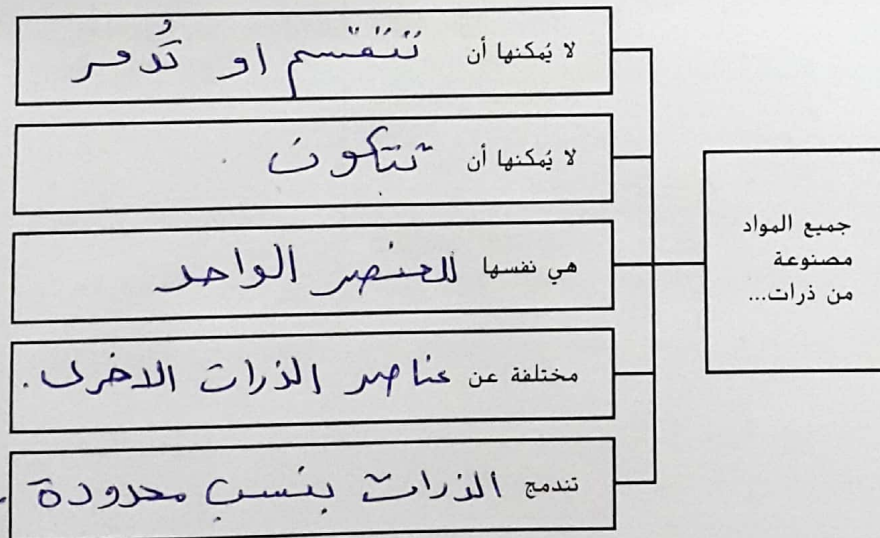 جميع المواد
مصنوعة
من ذرات...
لا يُمكنها أن تنقسم او تُدمر
لا يُمكنها أن تتكون .
هي نفسها للعنصر الواحد
مختلفة عن عناصر الذرات الاخرى.
تندمج الذرات بنسب محدودة .